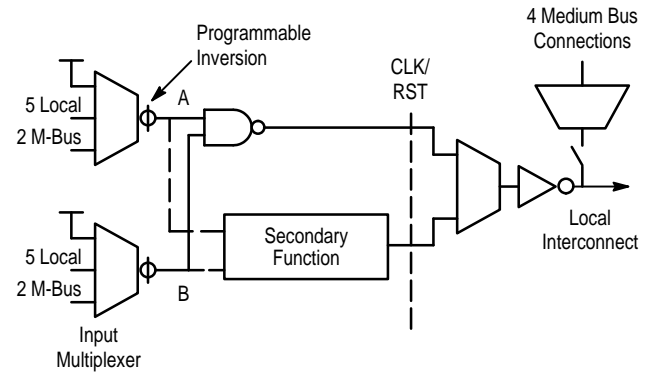 4 Medium Bus
Connections
Programmable
Inversion
CLK/
RST
A
5 Local
2 M-Bus
Secondary
Function
Local
Interconnect
5 Local
2 M-Bus
B
Input
Multiplexer